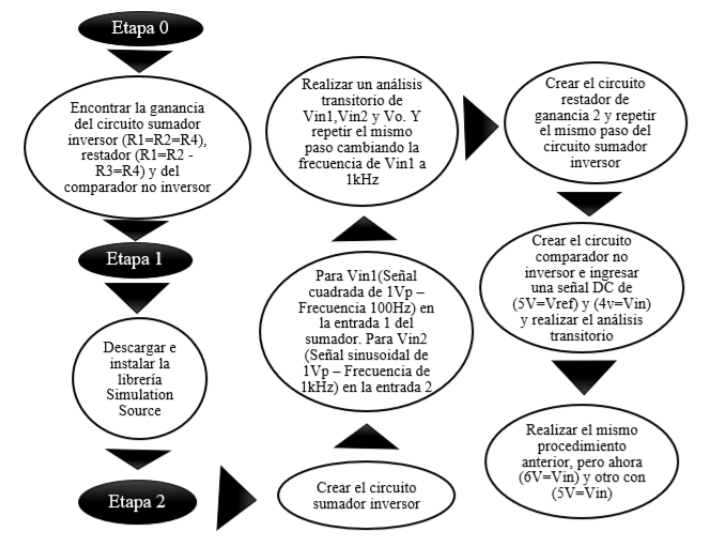 Etapa 0
Encontrar la ganancia
del circuito sumador
inversor (R1=R2=R4),
restador (R1=R2 -
R3=R4) y del
comparador no inversor
Etapa 1
Descargar e
instalar la
librería
Simulation
Source
Etapa 2
Crear el circuito
sumador inversor
Para Vin1(Señal
cuadrada de 1Vp –
Frecuencia 100Hz) en
la entrada 1 del
sumador. Para Vin2
(Señal sinusoidal de
1Vp – Frecuencia de
1kHz) en la entrada 2
Realizar un análisis
transitorio de
Vin1,Vin2 y Vo. Y
repetir el mismo
paso cambiando la
frecuencia de Vin1 a
1kHz
Crear el circuito
restador de
ganancia 2 y repetir
el mismo paso del
circuito sumador
inversor
Crear el circuito
comparador no
inversor e ingresar
una señal DC de
(5V=Vref) y (4v=Vin)
y realizar el análisis
transitorio
Realizar el mismo
procedimiento
anterior, pero ahora
(6V=Vin) y otro con
(5V=Vin)